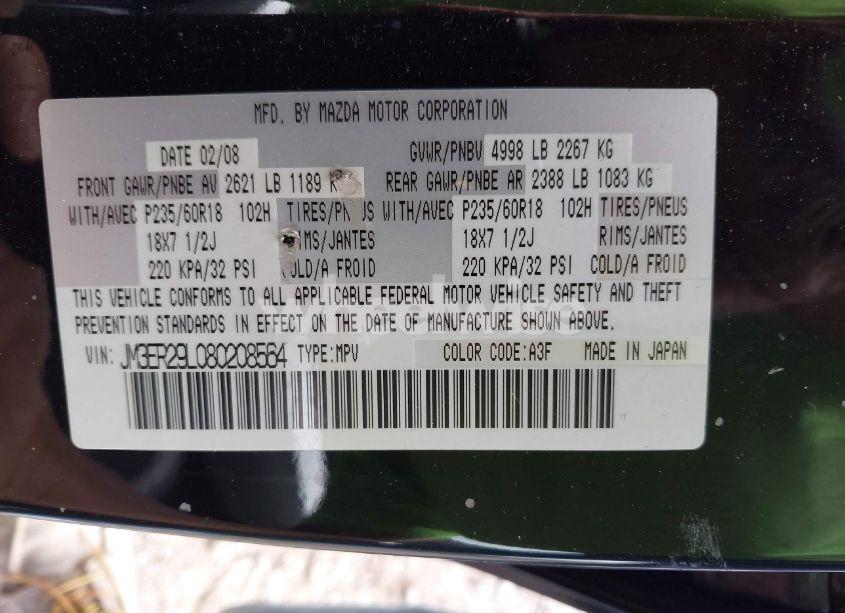 MFD. BY MAZDA MOTOR CORPORATION
DATE 02/08 GVWR/PNBV 4998 LB 2267 KG
FRONT GAWR/PNBE AV 2621 LB 1189 REAR GAWR/PNBE AR 2388 LB 1083 KG
WITH/AVEC P235/60R18 102H TIRES/PNEUS WITH/AVEC P235/60R18 102H TIRES/PNEUS
18X7 1/2J RIMS/JANTES 18X7 1/2J RIMS/JANTES
220 KPA/32 PSI COLD/A FROID 220 KPA/32 PSI COLD/A FROID
THIS VEHICLE CONFORMS TO ALL APPLICABLE FEDERAL MOTOR VEHICLE SAFETY AND THEFT
PREVENTION STANDARDS IN EFFECT ON THE DATE OF MANUFACTURE SHOWN ABOVE.
VIN: JM3ER29L080208564 TYPE:MPV COLOR CODE:A3F MADE IN JAPAN